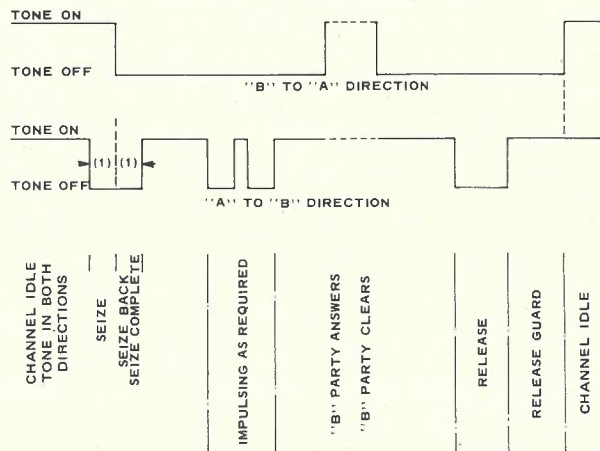 TONE ON
TONE OFF
"B" TO "A" DIRECTION
TONE ON
(1) (1)
TONE OFF
"A" TO "B" DIRECTION
CHANNEL IDLE
TONE IN BOTH
DIRECTIONS
SEIZE
SEIZE BACK
SEIZE COMPLETE
IMPULSING AS REQUIRED
"B" PARTY ANSWERS
"B" PARTY CLEARS
RELEASE
RELEASE GUARD
CHANNEL IDLE